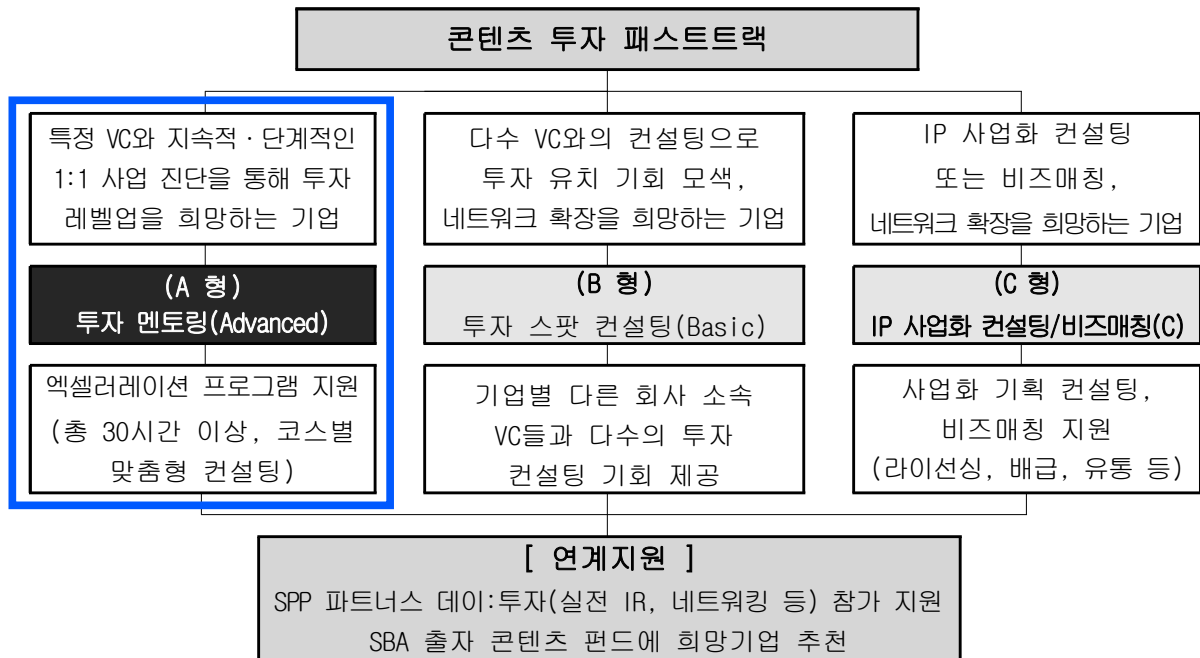 콘텐츠 투자 패스트트랙
특정 VC와 지속적·단계적인
1:1 사업 진단을 통해 투자
레벨업을 희망하는 기업
(A 형)
투자 멘토링(Advanced)
엑셀러레이션 프로그램 지원
(총 30시간 이상, 코스별
맞춤형 컨설팅)
다수 VC와의 컨설팅으로
투자 유치 기회 모색,
네트워크 확장을 희망하는 기업
(B 형)
투자 스팟 컨설팅(Basic)
기업별 다른 회사 소속
VC들과 다수의 투자
컨설팅 기회 제공
IP 사업화 컨설팅
또는 비즈매칭,
네트워크 확장을 희망하는 기업
(C 형)
IP 사업화 컨설팅/비즈매칭(C)
사업화 기획 컨설팅,
비즈매칭 지원
(라이선싱, 배급, 유통 등)
[ 연계지원 ]
SPP 파트너스 데이:투자(실전 IR, 네트워킹 등) 참가 지원
SBA 출자 콘텐츠 펀드에 희망기업 추천